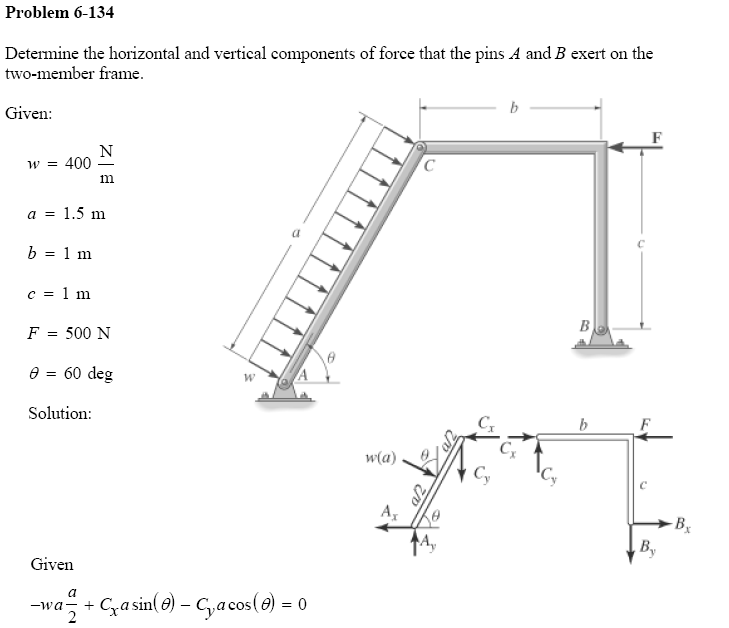 Problem 6-134
Determine the horizontal and vertical components of force that the pins A and B exert on the
two-member frame.
Given:
w = 400 N/m
a = 1.5 m
b = 1 m
c = 1 m
F = 500 N
θ = 60 deg
Solution:
b
F
C
a
c
B
θ
w
A
C_x
b
F
w(a)
θ
a/2
C_x
C_y
C_y
c
a/2
A_x
θ
B_x
A_y
B_y
Given
-wa a/2 + C_x a sin(θ) - C_y a cos(θ) = 0